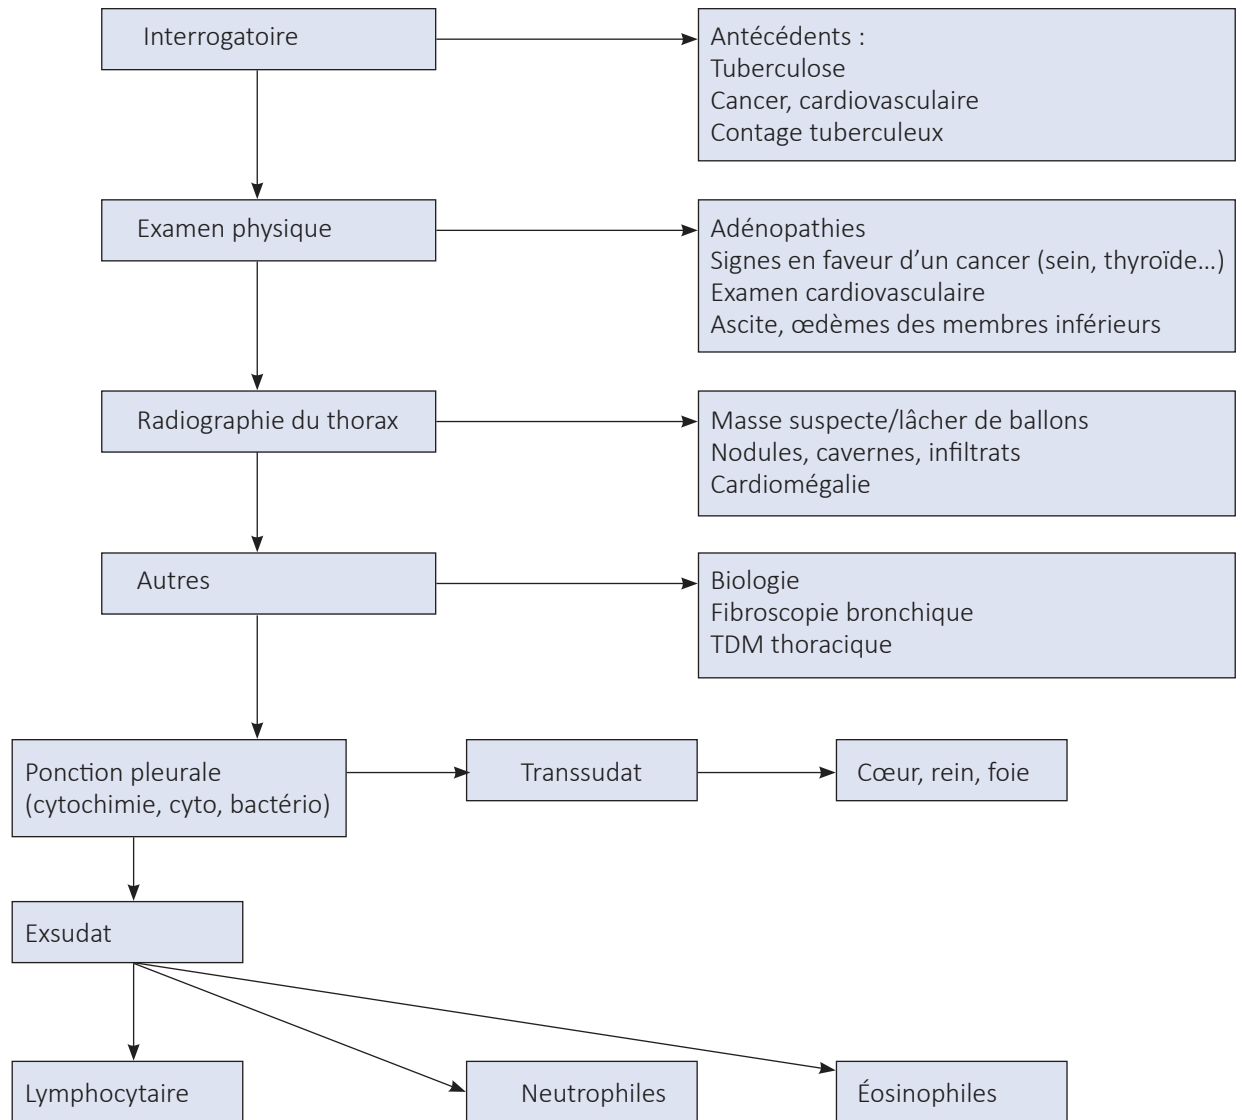 Interrogatoire
Antécédents :
Tuberculose
Cancer, cardiovasculaire
Contage tuberculeux
Examen physique
Adénopathies
Signes en faveur d’un cancer (sein, thyroïde...)
Examen cardiovasculaire
Ascite, œdèmes des membres inférieurs
Radiographie du thorax
Masse suspecte/lâcher de ballons
Nodules, cavernes, infiltrats
Cardiomégalie
Autres
Biologie
Fibroscopie bronchique
TDM thoracique
Ponction pleurale
(cytochimie, cyto, bactério)
Transsudat
Cœur, rein, foie
Exsudat
Lymphocytaire
Neutrophiles
Éosinophiles